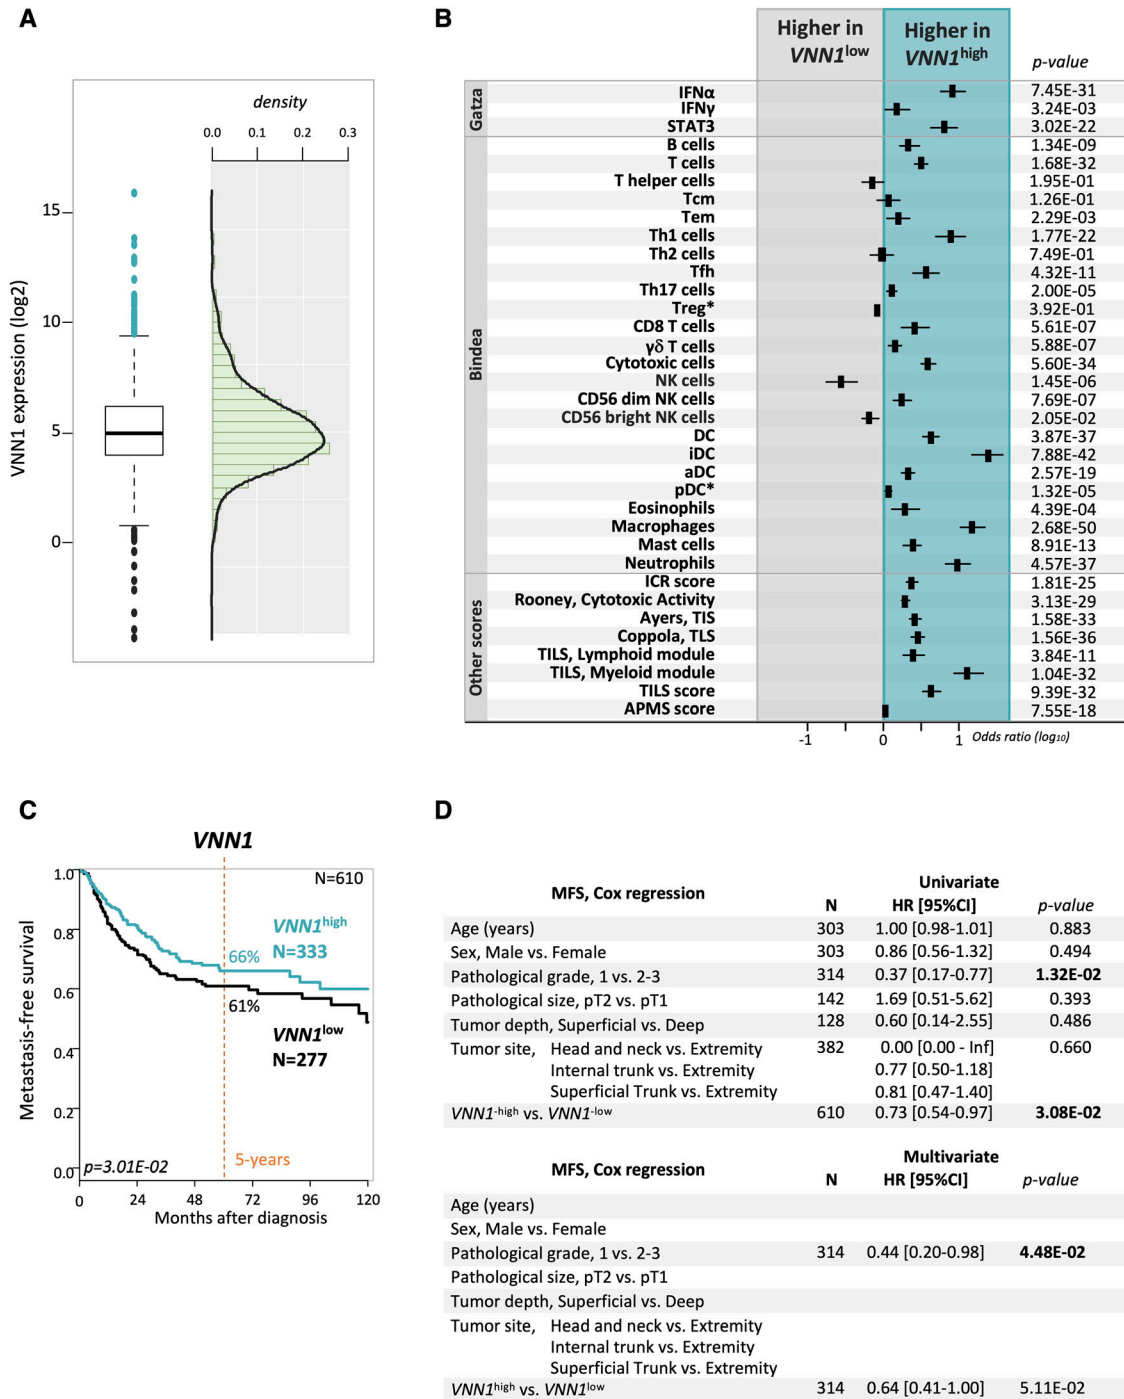 A
density
0.0 0.1 0.2 0.3
15
10
5
0
VNN1 expression (log2)
B
Higher in VNN1low
Higher in VNN1high
p-value
Gatza
IFNα 7.45E-31
IFNγ 3.24E-03
STAT3 3.02E-22
Bindea
B cells 1.34E-09
T cells 1.68E-32
T helper cells 1.95E-01
Tcm 1.26E-01
Tem 2.29E-03
Th1 cells 1.77E-22
Th2 cells 7.49E-01
Tfh 4.32E-11
Th17 cells 2.00E-05
Treg* 3.92E-01
CD8 T cells 5.61E-07
γδ T cells 5.88E-07
Cytotoxic cells 5.60E-34
NK cells 1.45E-06
CD56 dim NK cells 7.69E-07
CD56 bright NK cells 2.05E-02
DC 3.87E-37
iDC 7.88E-42
aDC 2.57E-19
pDC* 1.32E-05
Eosinophils 4.39E-04
Macrophages 2.68E-50
Mast cells 8.91E-13
Neutrophils 4.57E-37
Other scores
ICR score 1.81E-25
Rooney, Cytotoxic Activity 3.13E-29
Ayers, TIS 1.58E-33
Coppola, TLS 1.56E-36
TILS, Lymphoid module 3.84E-11
TILS, Myeloid module 1.04E-32
TILS score 9.39E-32
APMS score 7.55E-18
-1 0 1 Odds ratio (log10)
C
VNN1
N=610
VNN1high
N=333
66%
61%
VNN1low
N=277
5-years
p=3.01E-02
1.0
0.8
0.6
0.4
0.2
0.0
Metastasis-free survival
0 24 48 72 96 120
Months after diagnosis
D
Univariate
MFS, Cox regression N HR [95%CI] p-value
Age (years) 303 1.00 [0.98-1.01] 0.883
Sex, Male vs. Female 303 0.86 [0.56-1.32] 0.494
Pathological grade, 1 vs. 2-3 314 0.37 [0.17-0.77] 1.32E-02
Pathological size, pT2 vs. pT1 142 1.69 [0.51-5.62] 0.393
Tumor depth, Superficial vs. Deep 128 0.60 [0.14-2.55] 0.486
Tumor site, Head and neck vs. Extremity 382 0.00 [0.00 - Inf] 0.660
Internal trunk vs. Extremity 0.77 [0.50-1.18]
Superficial Trunk vs. Extremity 0.81 [0.47-1.40]
VNN1-high vs. VNN1-low 610 0.73 [0.54-0.97] 3.08E-02
Multivariate
MFS, Cox regression N HR [95%CI] p-value
Age (years)
Sex, Male vs. Female
Pathological grade, 1 vs. 2-3 314 0.44 [0.20-0.98] 4.48E-02
Pathological size, pT2 vs. pT1
Tumor depth, Superficial vs. Deep
Tumor site, Head and neck vs. Extremity
Internal trunk vs. Extremity
Superficial Trunk vs. Extremity
VNN1high vs. VNN1low 314 0.64 [0.41-1.00] 5.11E-02